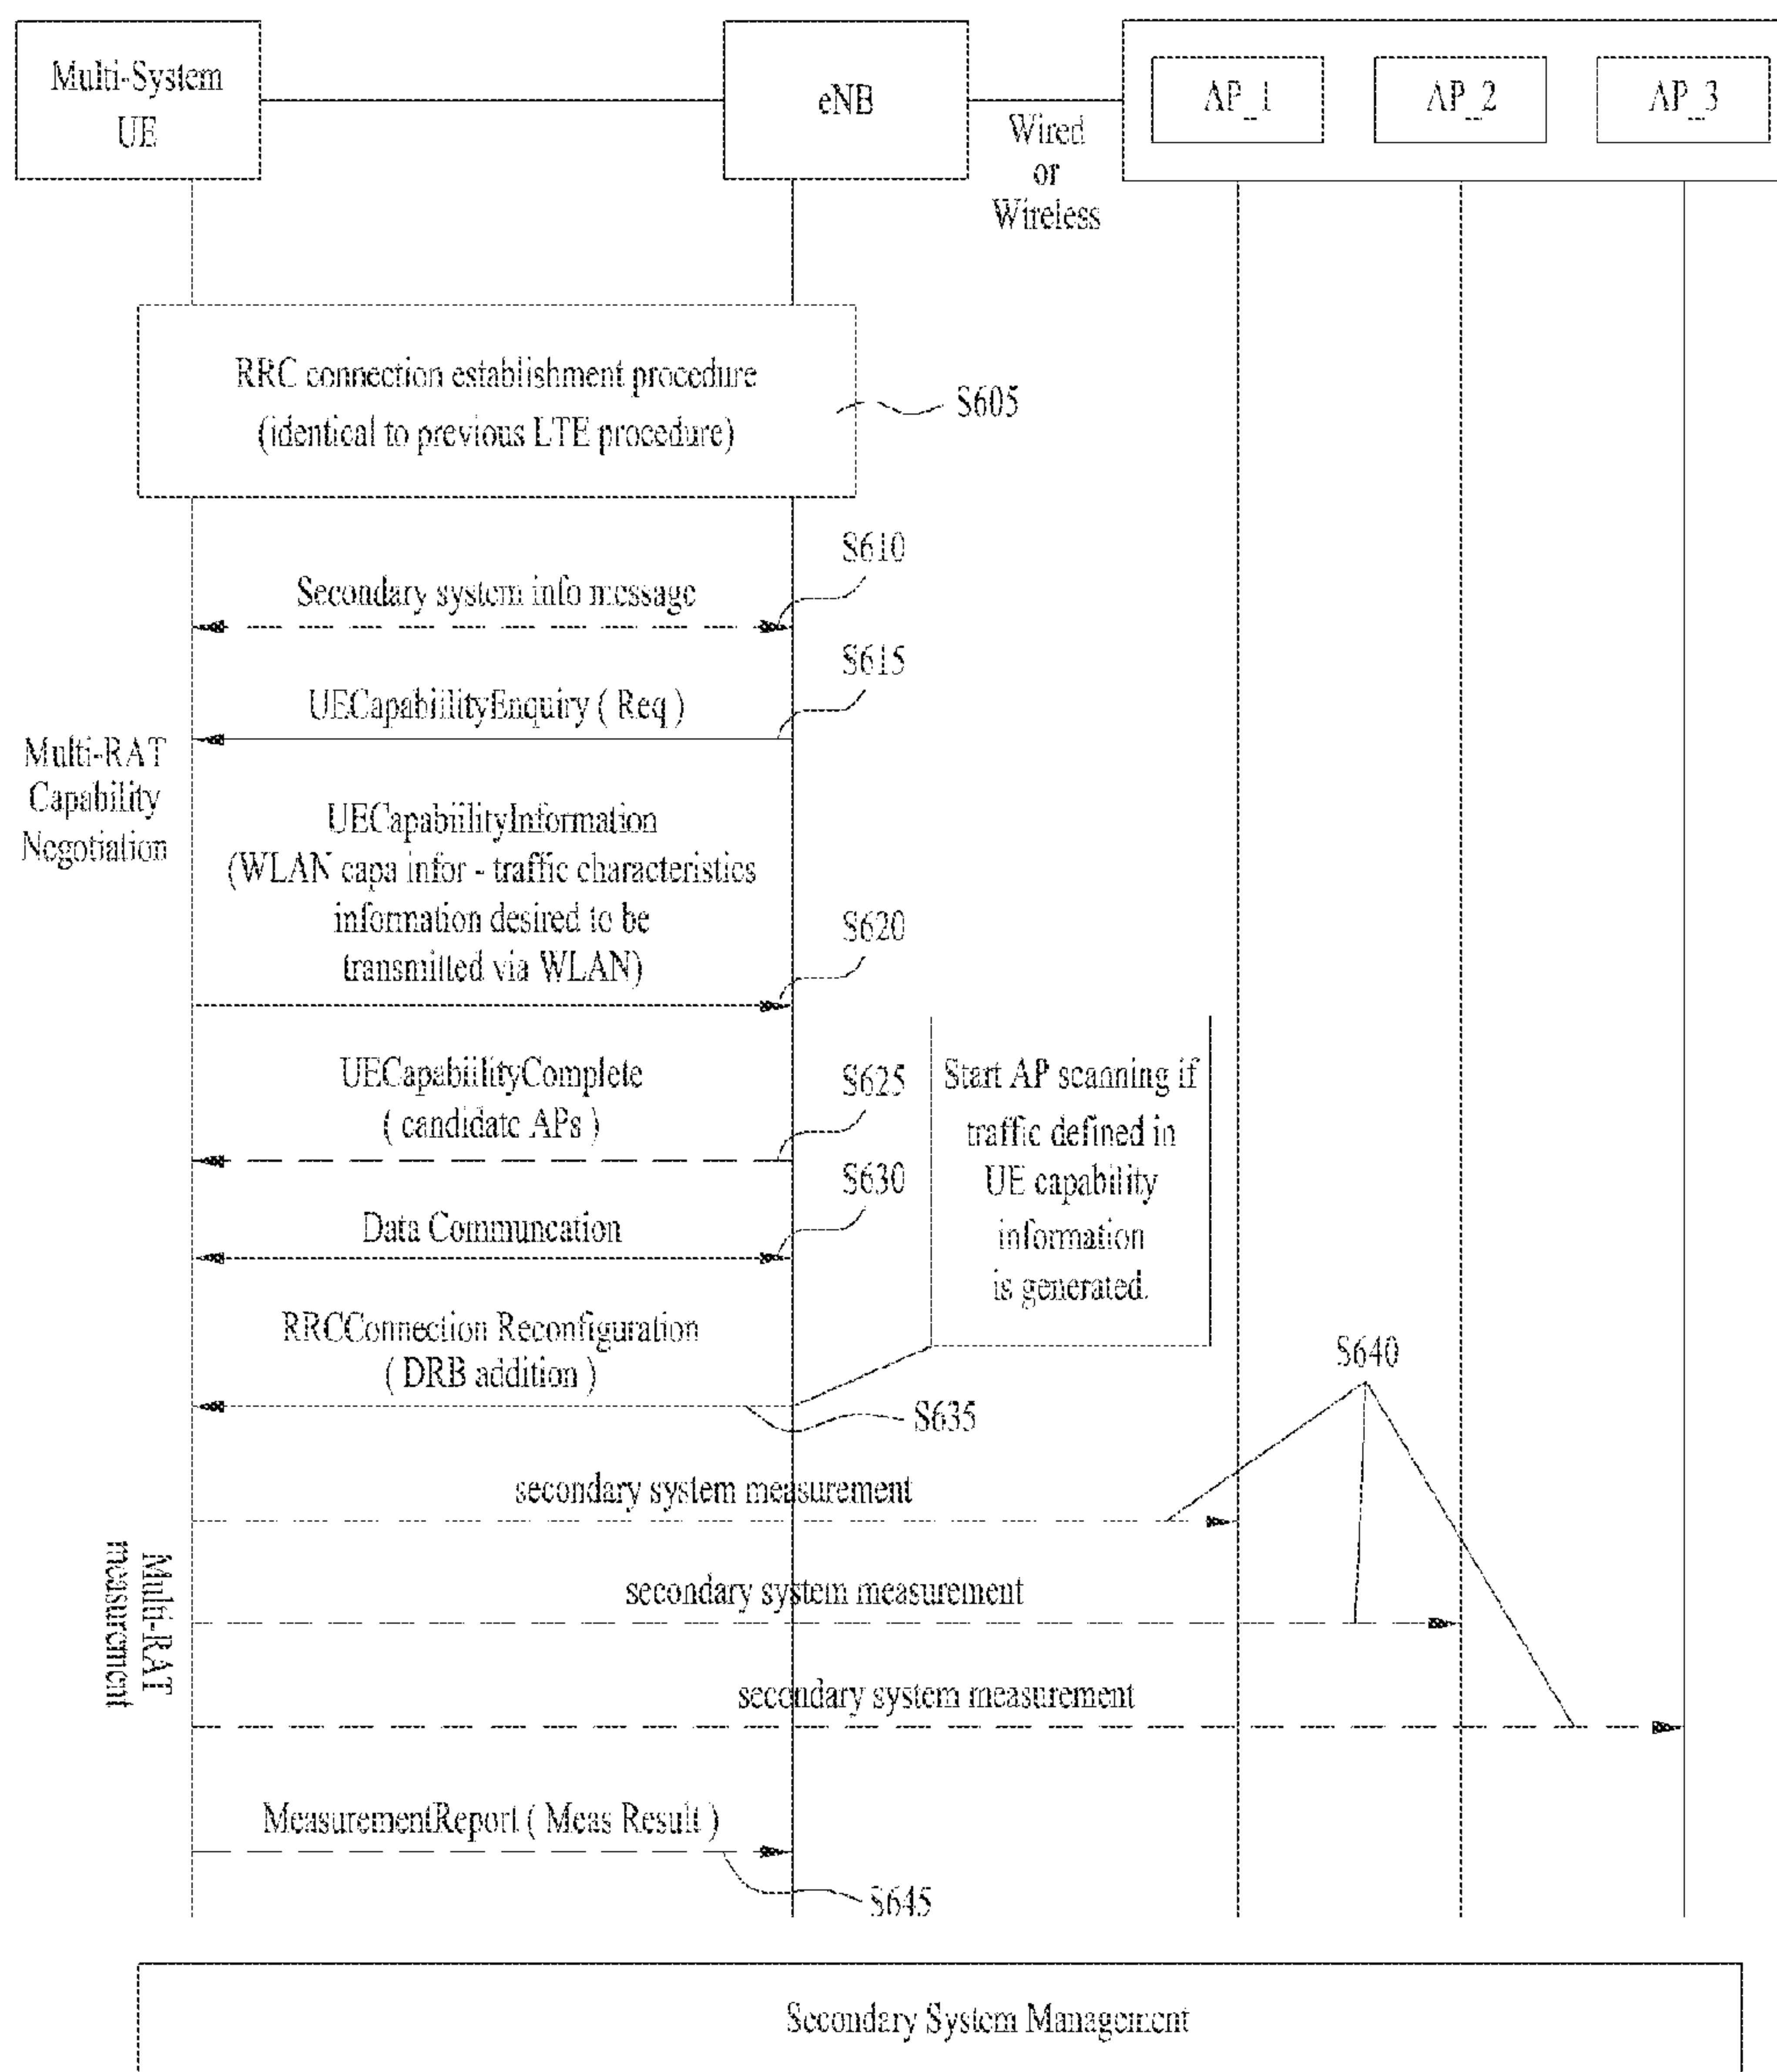 Multi-System
UE
eNB
Wired
or
Wireless
AP_1
AP_2
AP_3
RRC connection establishment procedure
(identical to previous LTE procedure)
S605
S610
Secondary system info message
S615
UECapabiilityEnquiry ( Req )
Multi-RAT
Capability
Negotiation
UECapabiilityInformation
(WLAN capa infor - traffic characteristics
information desired to be
transmitted via WLAN)
S620
UECapabiilityComplete
( candidate APs )
S625
Start AP scanning if
traffic defined in
UE capability
information
is generated.
S630
Data Communcation
RRCConnection Reconfiguration
( DRB addition )
S635
S640
secondary system measurement
Multi-RAT
measurement
secondary system measurement
secondary system measurement
MeasurementReport ( Meas Result )
S645
Secondary System Management